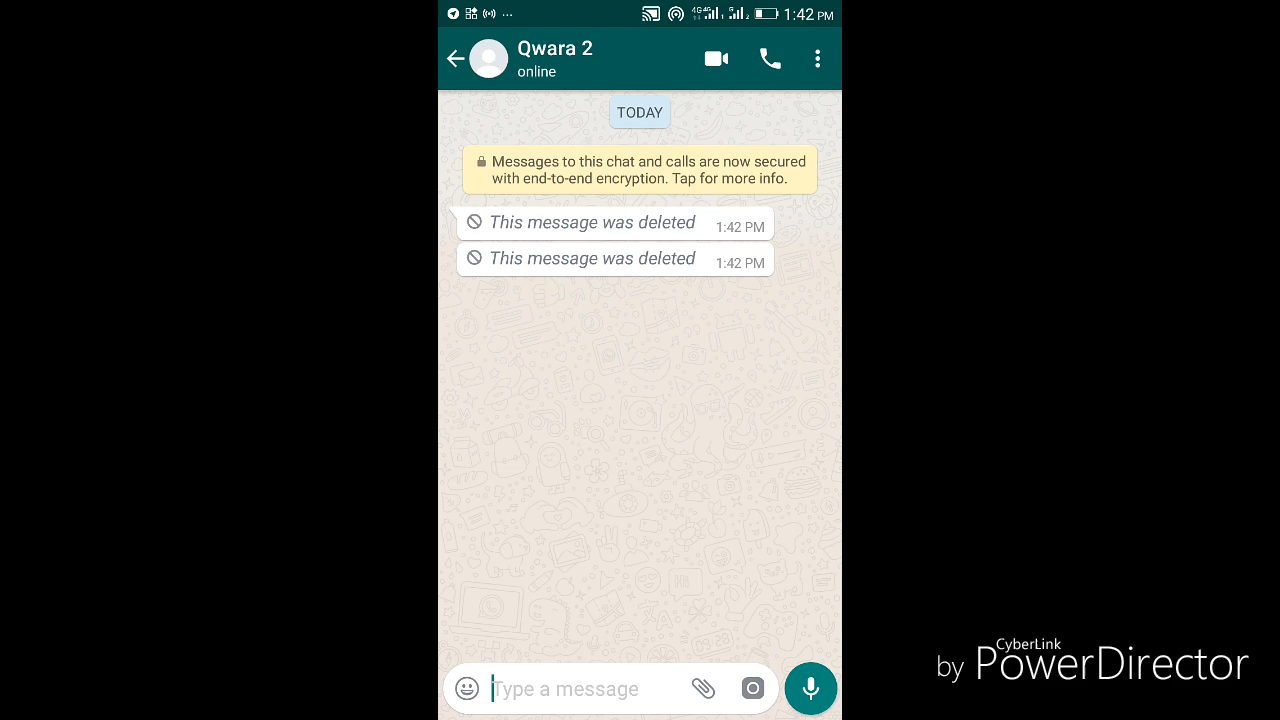 1:42 PM
Qwara 2
online
TODAY
Messages to this chat and calls are now secured
with end-to-end encryption. Tap for more info.
This message was deleted 1:42 PM
This message was deleted 1:42 PM
Type a message
CyberLink
by PowerDirector